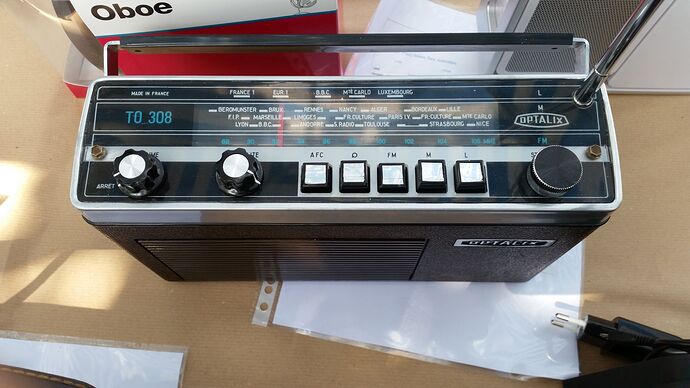 Oboe
MADE IN FRANCE
FRANCE 1 EUR.1 B.B.C Mte CARLO LUXEMBOURG L
BEROMUNSTER BRUX. RENNES NANCY ALGER BORDEAUX LILLE M
TO 308
F.I.P. MARSEILLE LIMOGES FR.CULTURE PARIS I.V. FR.CULTURE Mte CARLO
OPTALIX
LYON B.B.C. ANDORRE S.RADIO TOULOUSE STRASBOURG NICE
88 90 92 94 96 98 100 102 104 106 MHz FM
AFC Ω FM M L
ARRET
OPTALIX